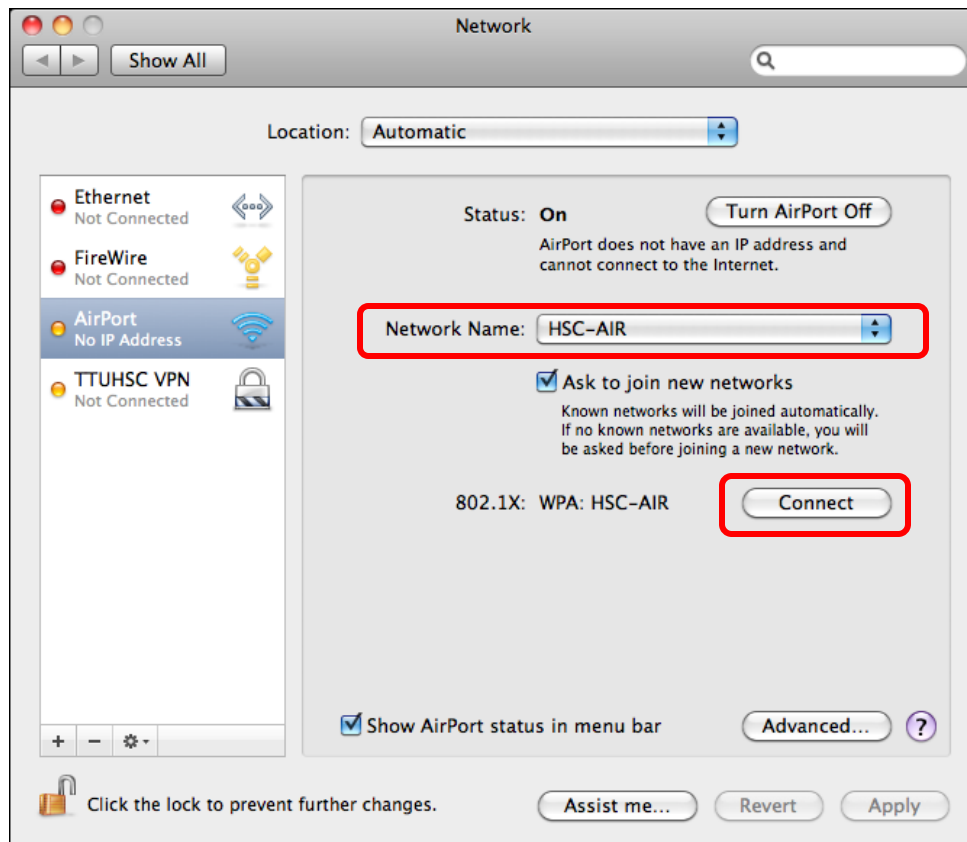 Network
Show All
Location: Automatic
Ethernet
Not Connected
FireWire
Not Connected
AirPort
No IP Address
TTUHSC VPN
Not Connected
Status: On
Turn AirPort Off
AirPort does not have an IP address and
cannot connect to the Internet.
Network Name: HSC-AIR
Ask to join new networks
Known networks will be joined automatically.
If no known networks are available, you will
be asked before joining a new network.
802.1X: WPA: HSC-AIR
Connect
Show AirPort status in menu bar
Advanced...
?
+ −
Click the lock to prevent further changes.
Assist me...
Revert
Apply